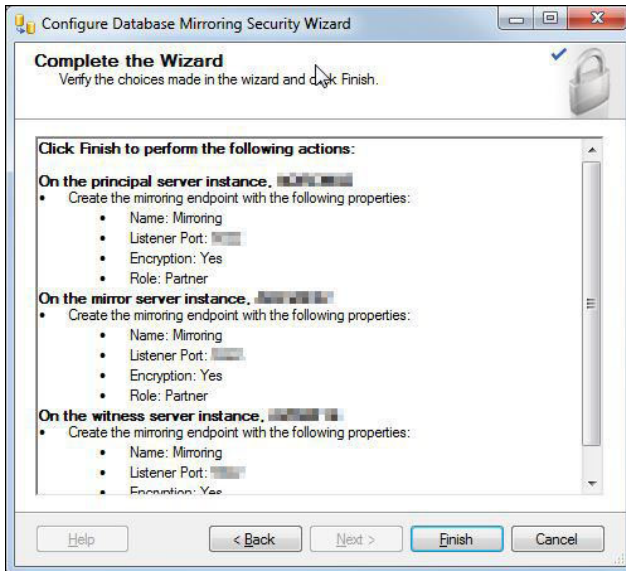 Configure Database Mirroring Security Wizard
Complete the Wizard
Verify the choices made in the wizard and click Finish.
Click Finish to perform the following actions:
On the principal server instance,
• Create the mirroring endpoint with the following properties:
• Name: Mirroring
• Listener Port:
• Encryption: Yes
• Role: Partner
On the mirror server instance,
• Create the mirroring endpoint with the following properties:
• Name: Mirroring
• Listener Port:
• Encryption: Yes
• Role: Partner
On the witness server instance,
• Create the mirroring endpoint with the following properties:
• Name: Mirroring
• Listener Port:
• Encryption: Yes
Help
< Back
Next >
Finish
Cancel